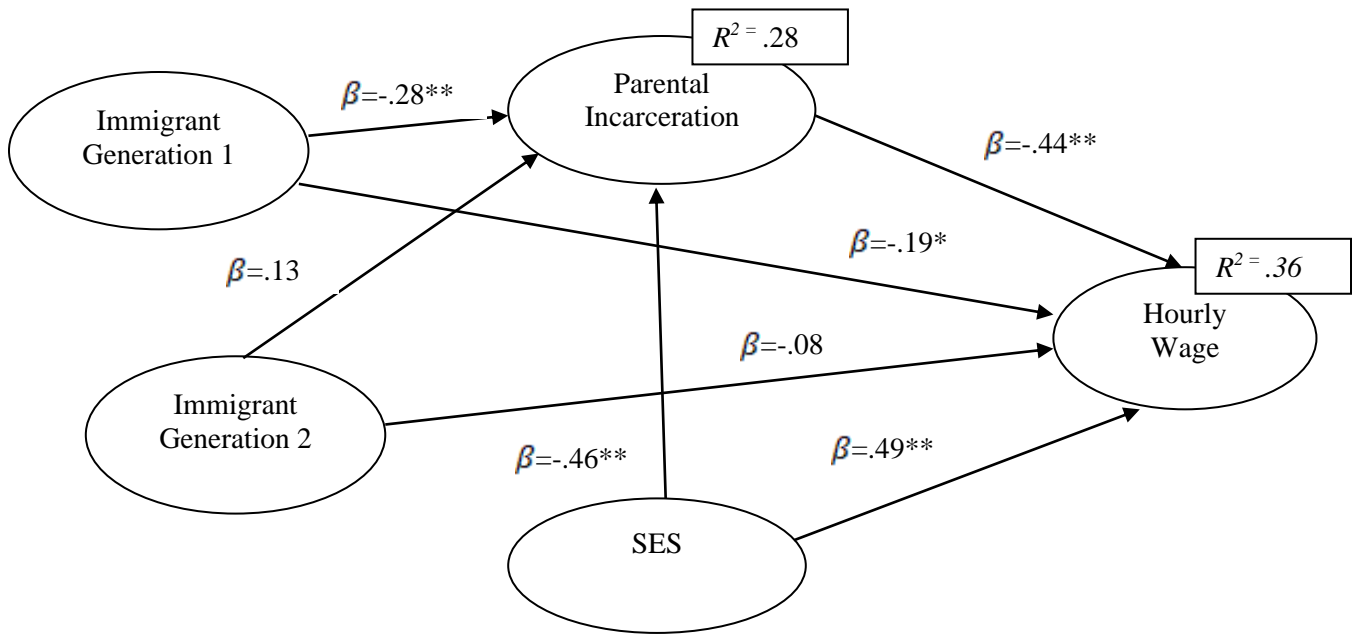 R² = .28
Parental
Incarceration
β=-.28**
Immigrant
Generation 1
β=-.44**
β=-.19*
R² = .36
β=.13
Hourly
Wage
β=-.08
Immigrant
Generation 2
β=-.46**
β=.49**
SES